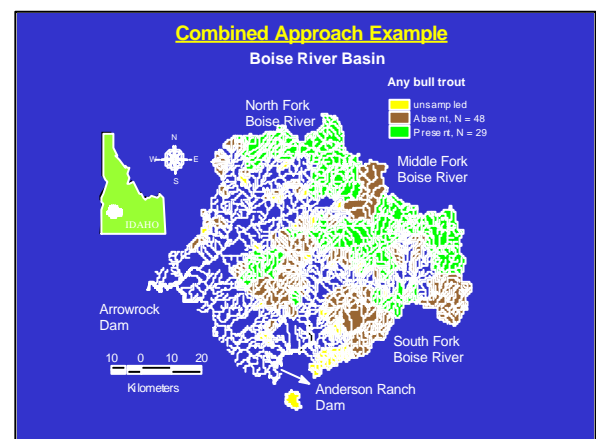 Combined Approach Example
Boise River Basin
Any bull trout
unsampled
Absent, N = 48
Present, N = 29
North Fork
Boise River
Middle Fork
Boise River
N
W
E
S
IDAHO
Arrowrock
Dam
South Fork
Boise River
10 0 10 20
Kilometers
Anderson Ranch
Dam